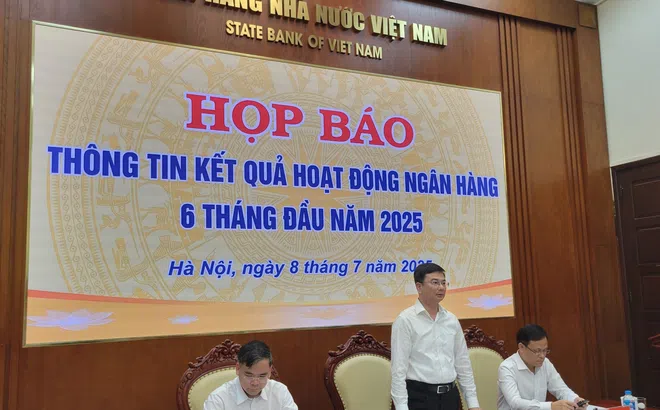 HÀNG NHÀ NƯỚC VIỆT NAM
STATE BANK OF VIETNAM
HỌP BÁO
THÔNG TIN KẾT QUẢ HOẠT ĐỘNG NGÂN HÀNG
6 THÁNG ĐẦU NĂM 2025
Hà Nội, ngày 8 tháng 7 năm 2025